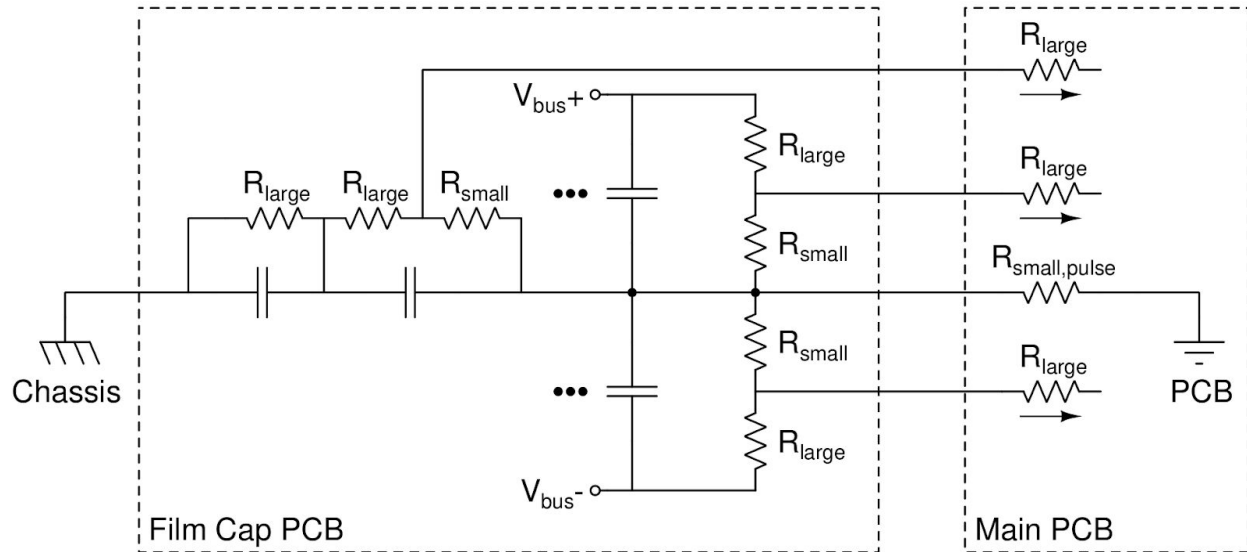 R_large
V_bus+
R_large
R_large
R_large R_large R_small
R_small
R_small,pulse
R_small
R_large
Chassis
PCB
R_large
V_bus-
Film Cap PCB
Main PCB